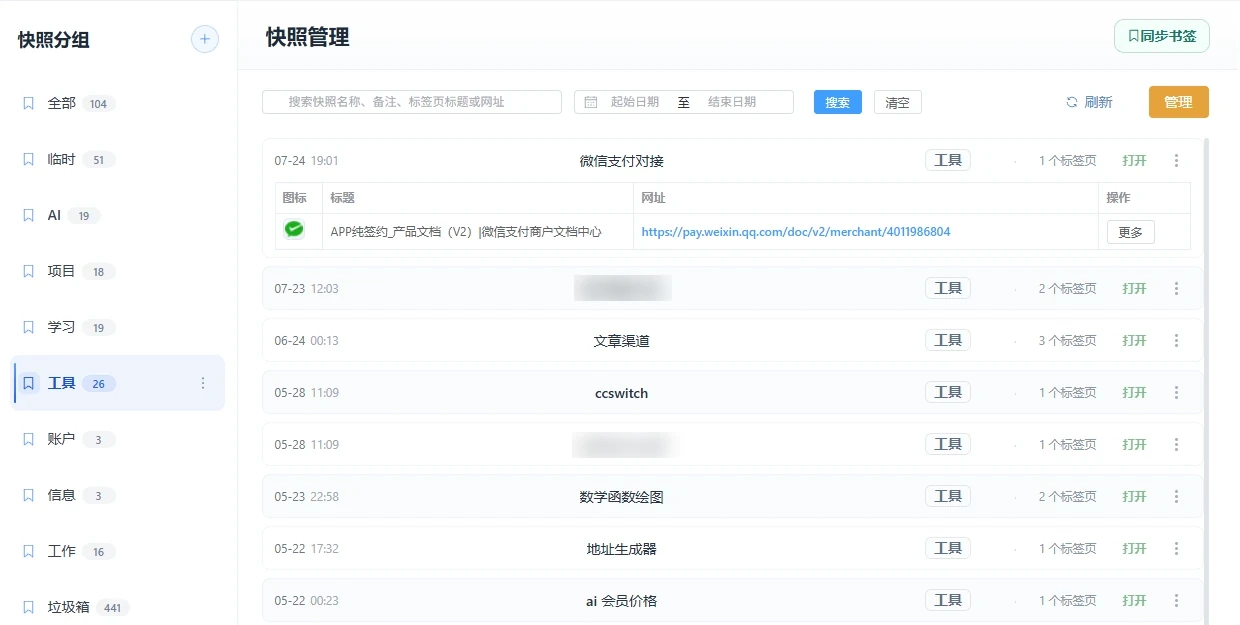 快照分组
全部 104
临时 51
AI 19
项目 18
学习 19
工具 26
账户 3
信息 3
工作 16
垃圾箱 441
快照管理
同步书签
搜索快照名称、备注、标签页标题或网址 起始日期 至 结束日期 搜索 清空 刷新 管理
07-24 19:01 微信支付对接 工具 · 1 个标签页 打开
图标 标题 网址 操作
APP纯签约_产品文档（V2）|微信支付商户文档中心 https://pay.weixin.qq.com/doc/v2/merchant/4011986804 更多
07-23 12:03 工具 · 2 个标签页 打开
06-24 00:13 文章渠道 工具 · 3 个标签页 打开
05-28 11:09 ccswitch 工具 · 1 个标签页 打开
05-28 11:09 工具 · 1 个标签页 打开
05-23 22:58 数学函数绘图 工具 · 2 个标签页 打开
05-22 17:32 地址生成器 工具 · 1 个标签页 打开
05-22 00:23 ai 会员价格 工具 · 1 个标签页 打开